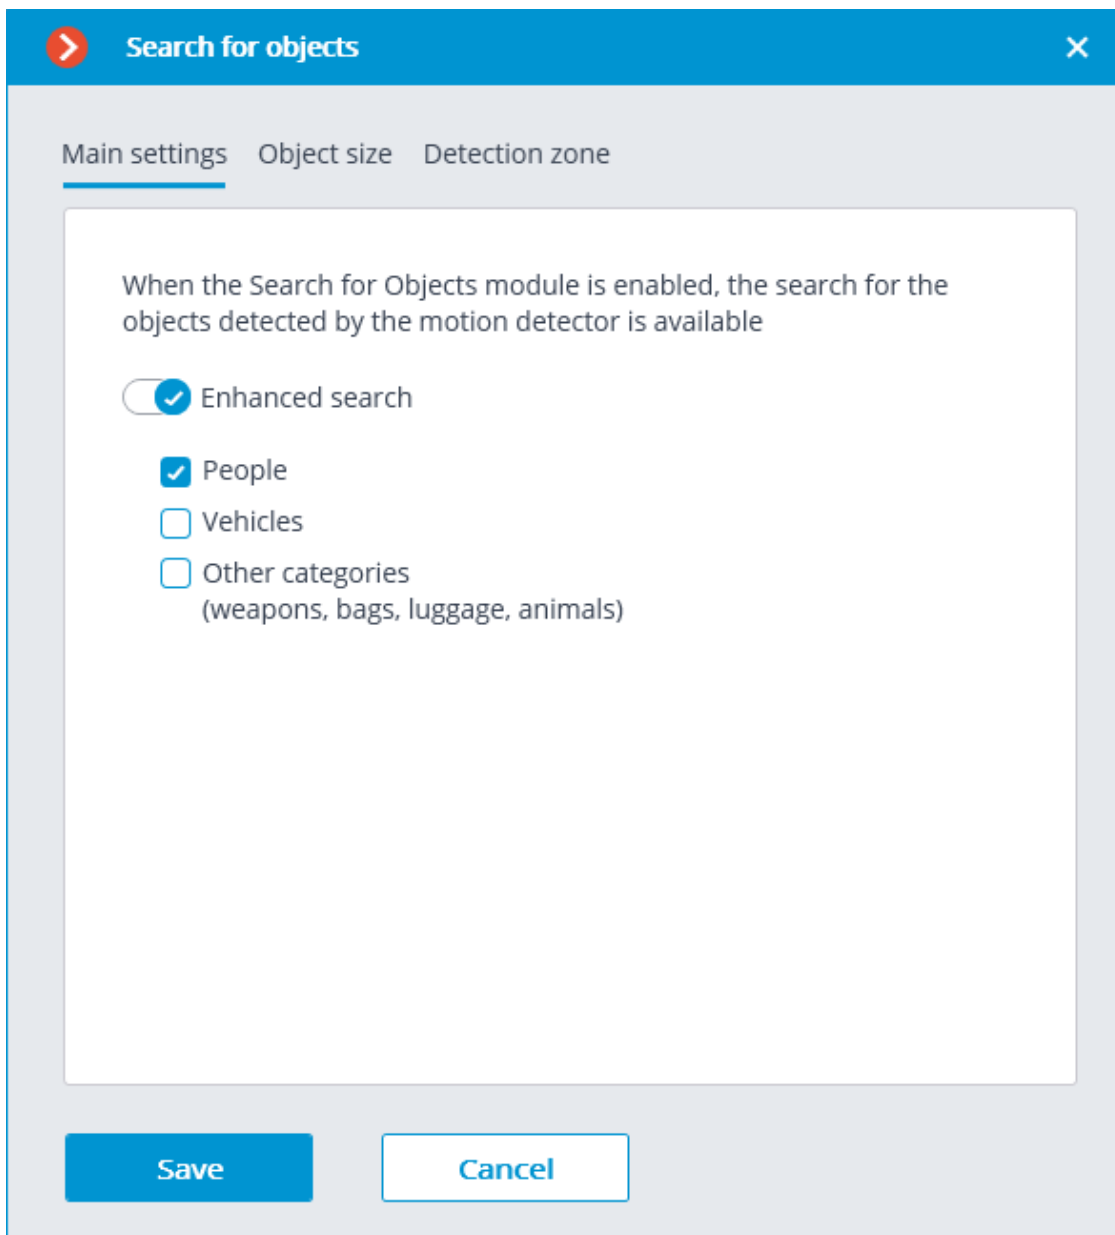 Search for objects
Main settings Object size Detection zone
When the Search for Objects module is enabled, the search for the
objects detected by the motion detector is available
Enhanced search
People
Vehicles
Other categories
(weapons, bags, luggage, animals)
Save Cancel